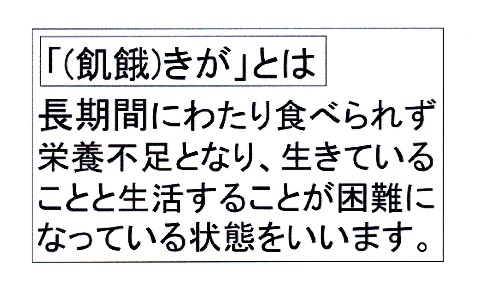 「(飢餓)きが」とは
長期間にわたり食べられず
栄養不足となり、生きている
ことと生活することが困難に
なっている状態をいいます。